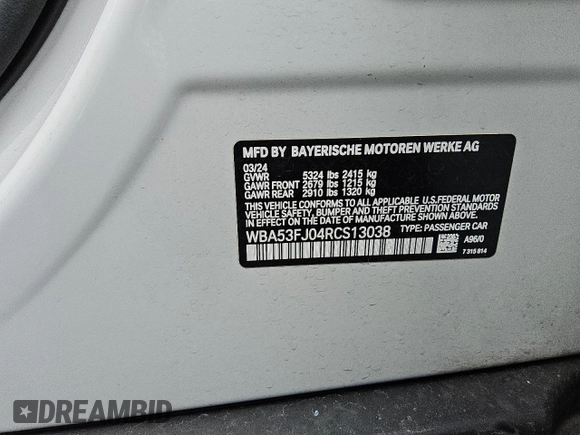 MFD BY BAYERISCHE MOTOREN WERKE AG
03/24
GVWR 5324 lbs 2415 kg
GAWR FRONT 2679 lbs 1215 kg
GAWR REAR 2910 lbs 1320 kg
THIS VEHICLE CONFORMS TO ALL APPLICABLE U.S.FEDERAL MOTOR
VEHICLE SAFETY, BUMPER, AND THEFT PREVENTION STANDARDS IN
EFFECT ON THE DATE OF MANUFACTURE SHOWN ABOVE.
WBA53FJ04RCS13038 TYPE: PASSENGER CAR
A96/0
7 315 814
DREAMBID